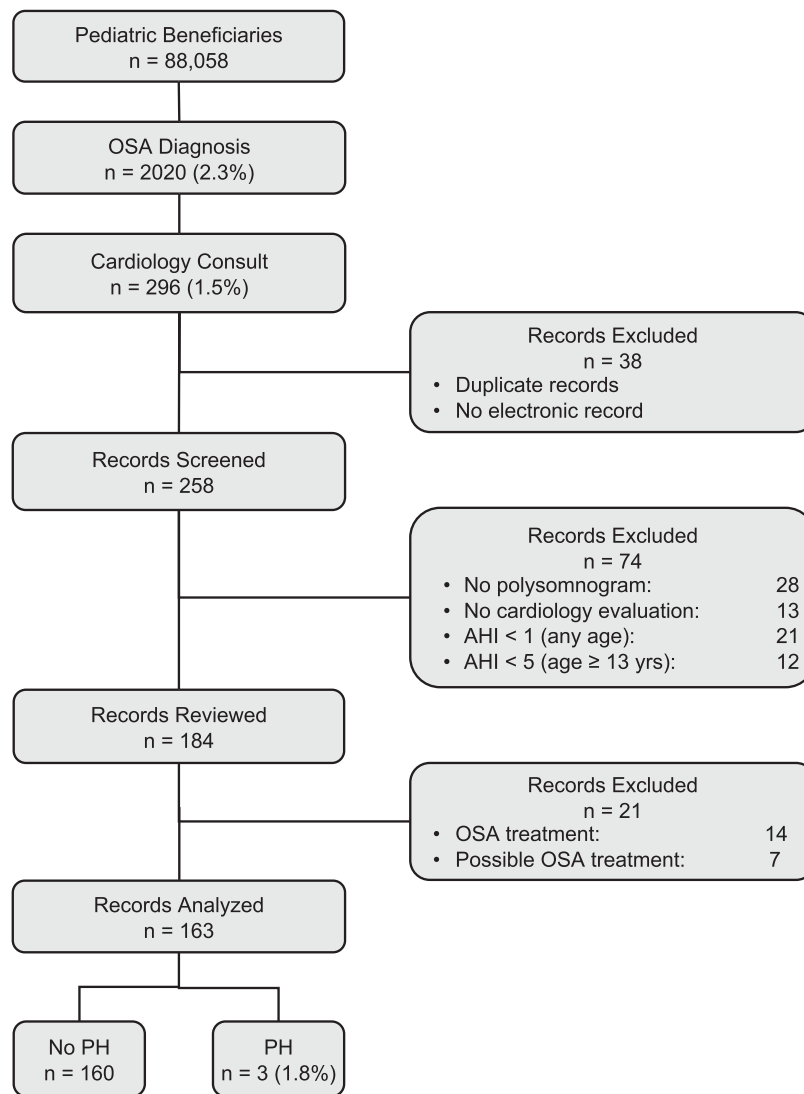 Pediatric Beneficiaries
n = 88,058
OSA Diagnosis
n = 2020 (2.3%)
Cardiology Consult
n = 296 (1.5%)
Records Excluded
n = 38
• Duplicate records
• No electronic record
Records Screened
n = 258
Records Excluded
n = 74
• No polysomnogram: 28
• No cardiology evaluation: 13
• AHI < 1 (any age): 21
• AHI < 5 (age ≥ 13 yrs): 12
Records Reviewed
n = 184
Records Excluded
n = 21
• OSA treatment: 14
• Possible OSA treatment: 7
Records Analyzed
n = 163
No PH
n = 160
PH
n = 3 (1.8%)